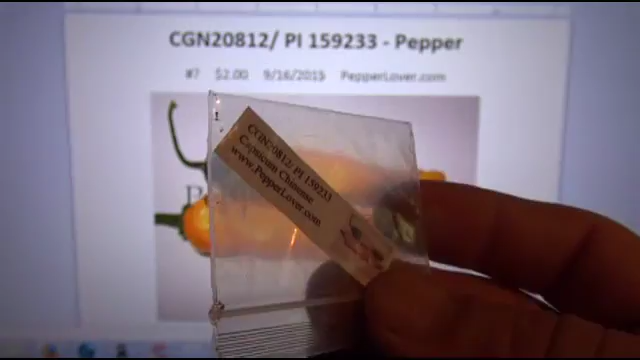 CGN20812/ PI 159233 - Pepper
#7 $2.00 9/16/2015 PepperLover.com
CGN20812/ PI 159233
Capsicum Chinense
www.PepperLover.com